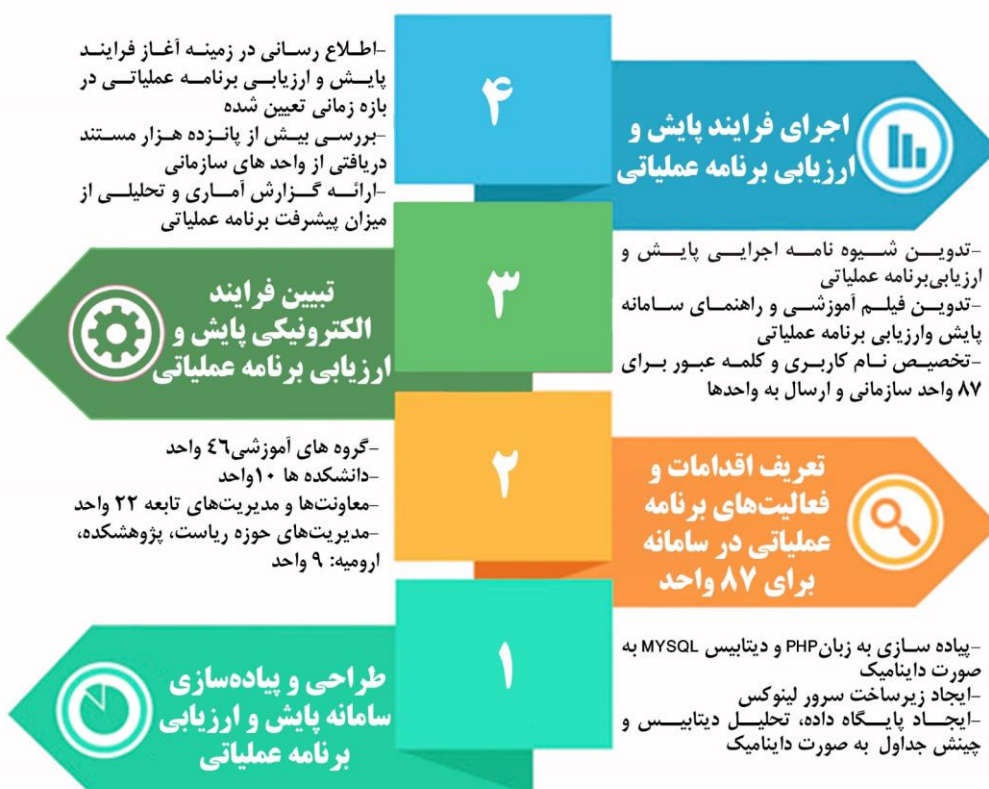 ۴
اجرای فرایند پایش و
ارزیابی برنامه عملیاتی
-اطلاع رسانی در زمینه آغاز فرایند
پایش و ارزیابی برنامه عملیاتی در
بازه زمانی تعیین شده
-بررسی بیش از پانزده هزار مستند
دریافتی از واحد های سازمانی
-ارائه گزارش آماری و تحلیلی از
میزان پیشرفت برنامه عملیاتی
۳
تبیین فرایند
الکترونیکی پایش و
ارزیابی برنامه عملیاتی
-تدوین شیوه نامه اجرایی پایش و
ارزیابی‌برنامه عملیاتی
-تدوین فیلم آموزشی و راهنمای سامانه
پایش وارزیابی برنامه عملیاتی
-تخصیص نام کاربری و کلمه عبور برای
۸۷ واحد سازمانی و ارسال به واحدها
۲
تعریف اقدامات و
فعالیت‌های برنامه
عملیاتی در سامانه
برای ۸۷ واحد
-گروه های آموزشی٤٦ واحد
-دانشکده ها ۱۰واحد
-معاونت‌ها و مدیریت‌های تابعه ۲۲ واحد
-مدیریت‌های حوزه ریاست، پژوهشکده،
ارومیه: ۹ واحد
۱
طراحی و پیاده‌سازی
سامانه پایش و ارزیابی
برنامه عملیاتی
-پیاده سازی به زبان‌PHP و دیتابیس MYSQL به
صورت داینامیک
-ایجاد زیرساخت سرور لینوکس
-ایجاد پایگاه داده، تحلیل دیتابیس و
چینش جداول به صورت داینامیک